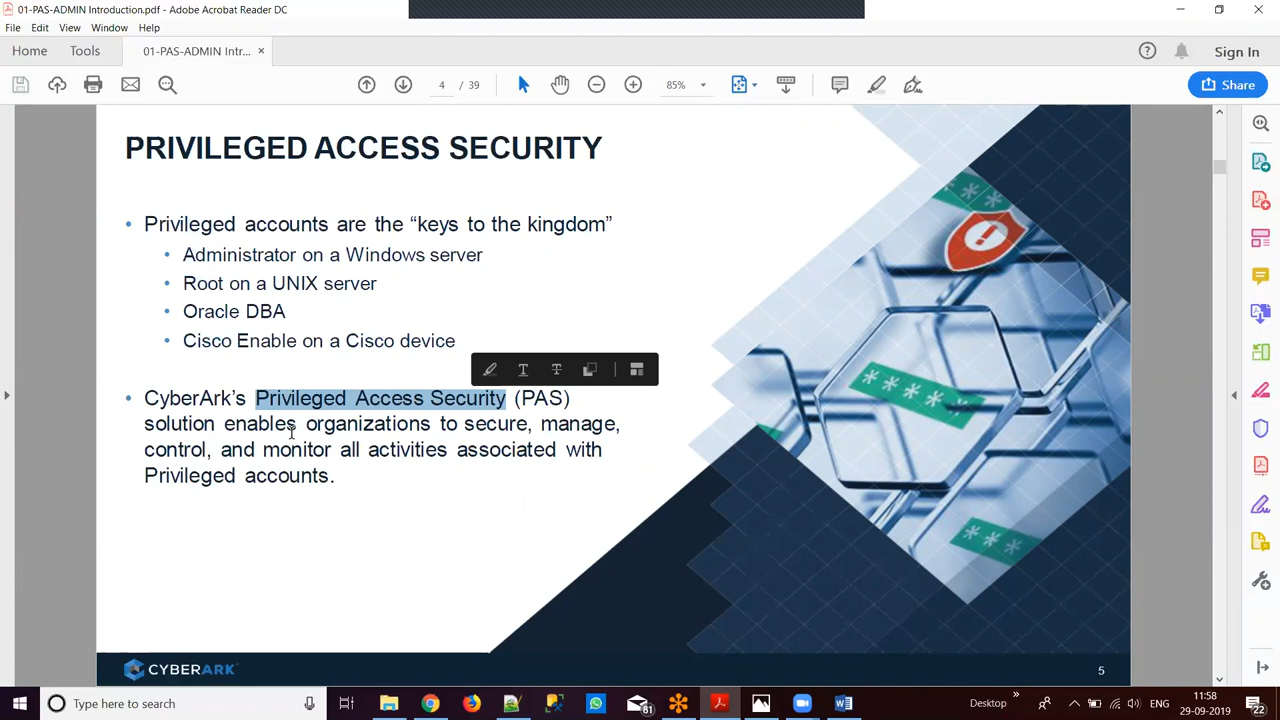 01-PAS-ADMIN Introduction.pdf - Adobe Acrobat Reader DC
File Edit View Window Help
Home Tools 01-PAS-ADMIN Intr... × Sign In
4 / 39 85% Share
PRIVILEGED ACCESS SECURITY
• Privileged accounts are the “keys to the kingdom”
• Administrator on a Windows server
• Root on a UNIX server
• Oracle DBA
• Cisco Enable on a Cisco device
• CyberArk’s Privileged Access Security (PAS)
solution enables organizations to secure, manage,
control, and monitor all activities associated with
Privileged accounts.
****
****
****
CYBERARK 5
Type here to search 61 Desktop » ENG 11:58
29-09-2019 22